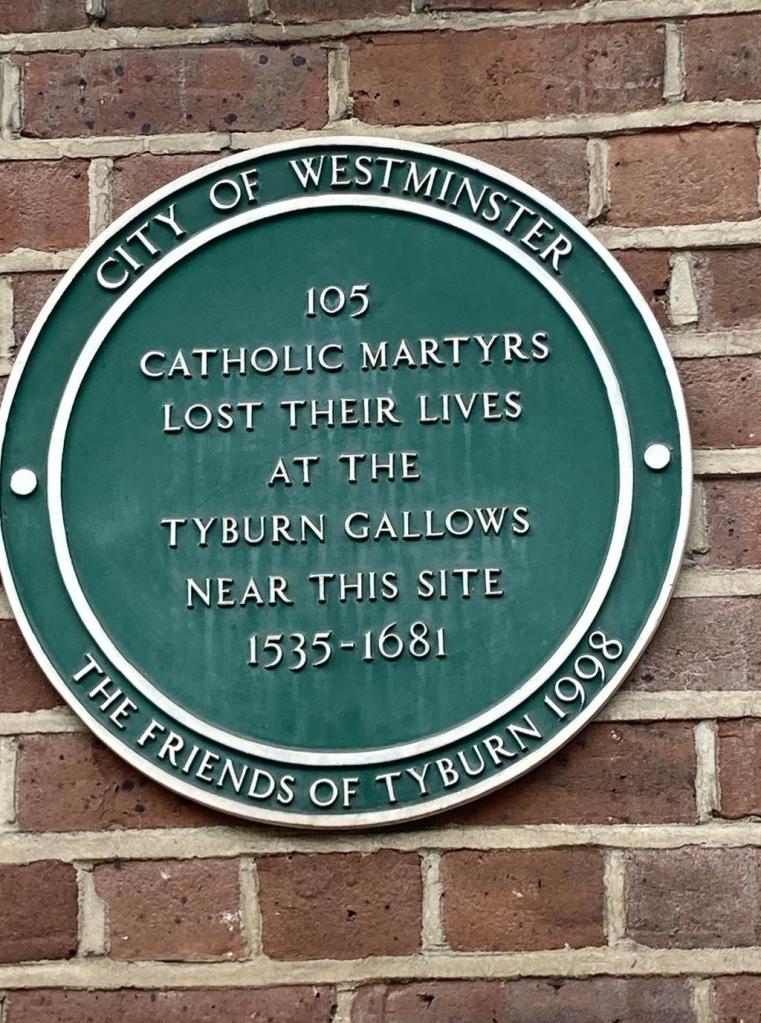 CITY OF WESTMINSTER
105
CATHOLIC MARTYRS
LOST THEIR LIVES
AT THE
TYBURN GALLOWS
NEAR THIS SITE
1535-1681
THE FRIENDS OF TYBURN 1998